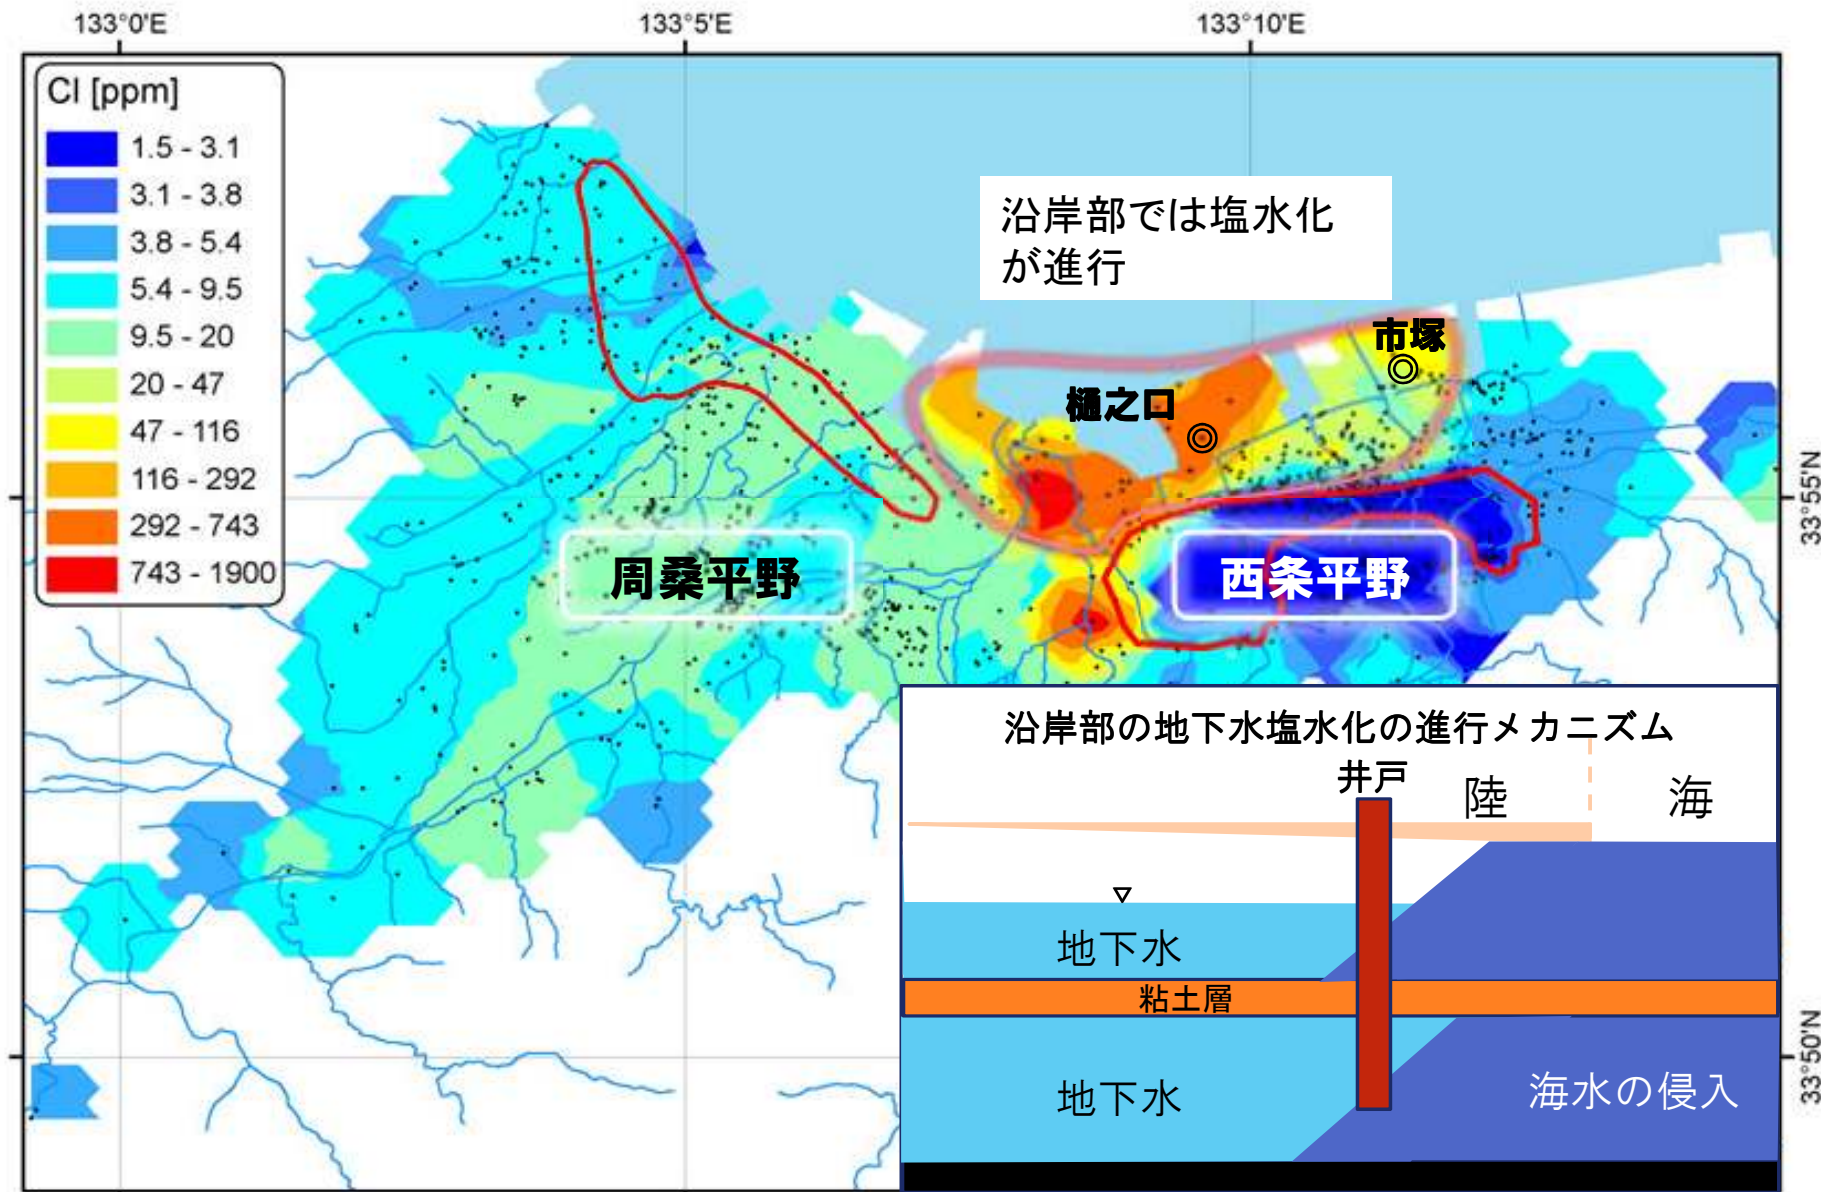 133°0'E
133°5'E
133°10'E
Cl [ppm]
1.5 - 3.1
3.1 - 3.8
3.8 - 5.4
5.4 - 9.5
9.5 - 20
20 - 47
47 - 116
116 - 292
292 - 743
743 - 1900
沿岸部では塩水化
が進行
市塚
樋之口
33°55'N
周桑平野
西条平野
沿岸部の地下水塩水化の進行メカニズム
井戸
陸
海
地下水
粘土層
地下水
海水の侵入
33°50'N